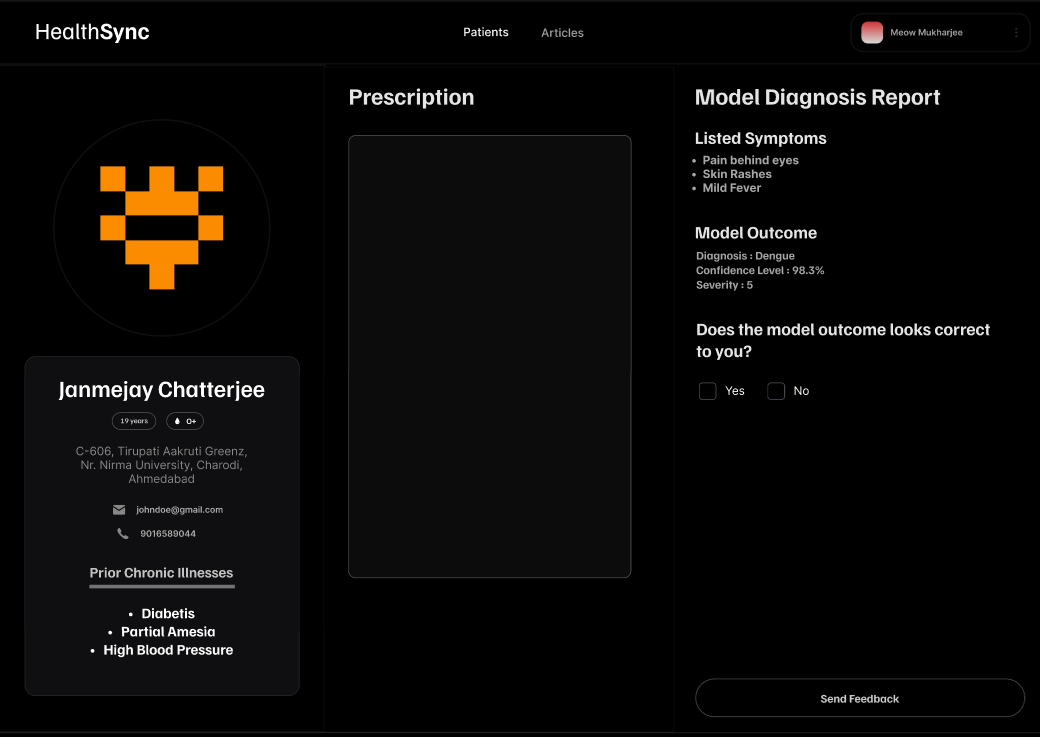 HealthSync
Patients
Articles
Meow Mukharjee
Janmejay Chatterjee
19 years
O+
C-606, Tirupati Aakruti Greenz,
Nr. Nirma University, Charodi,
Ahmedabad
johndoe@gmail.com
9016589044
Prior Chronic Illnesses
• Diabetis
• Partial Amesia
• High Blood Pressure
Prescription
Model Diagnosis Report
Listed Symptoms
• Pain behind eyes
• Skin Rashes
• Mild Fever
Model Outcome
Diagnosis : Dengue
Confidence Level : 98.3%
Severity : 5
Does the model outcome looks correct
to you?
Yes
No
Send Feedback